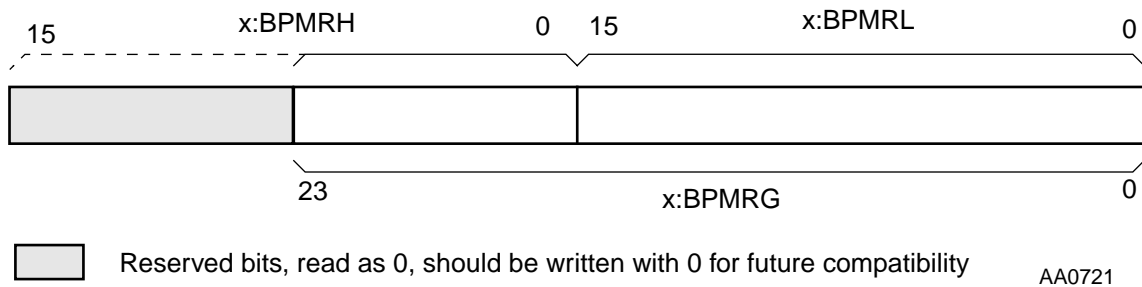 15 x:BPMRH 0 15 x:BPMRL 0
23 x:BPMRG 0
Reserved bits, read as 0, should be written with 0 for future compatibility
AA0721